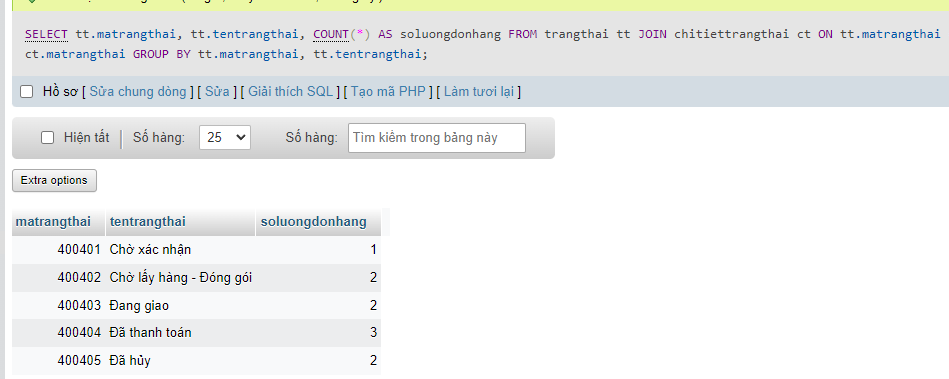 SELECT tt.matrangthai, tt.tentrangthai, COUNT(*) AS soluongdonhang FROM trangthai tt JOIN chitiettrangthai ct ON tt.matrangthai
ct.matrangthai GROUP BY tt.matrangthai, tt.tentrangthai;
Hồ sơ [ Sửa chung dòng ] [ Sửa ] [ Giải thích SQL ] [ Tạo mã PHP ] [ Làm tươi lại ]
Hiện tất | Số hàng: 25 Số hàng: Tìm kiếm trong bảng này
Extra options
matrangthai tentrangthai soluongdonhang
400401 Chờ xác nhận 1
400402 Chờ lấy hàng - Đóng gói 2
400403 Đang giao 2
400404 Đã thanh toán 3
400405 Đã hủy 2